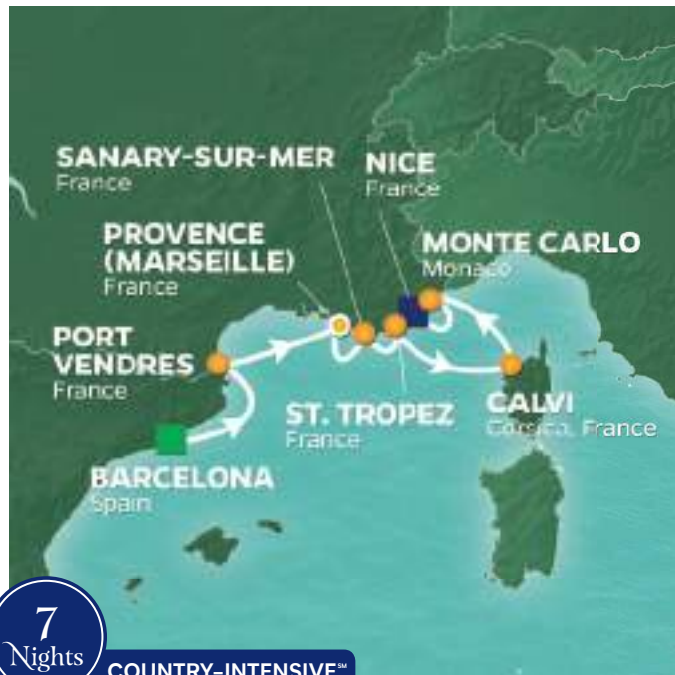 SANARY-SUR-MER
France
NICE
France
PROVENCE
(MARSEILLE)
France
MONTE CARLO
Monaco
PORT
VENDRES
France
ST. TROPEZ
France
CALVI
Corsica, France
BARCELONA
Spain
7
Nights
COUNTRY-INTENSIVE℠